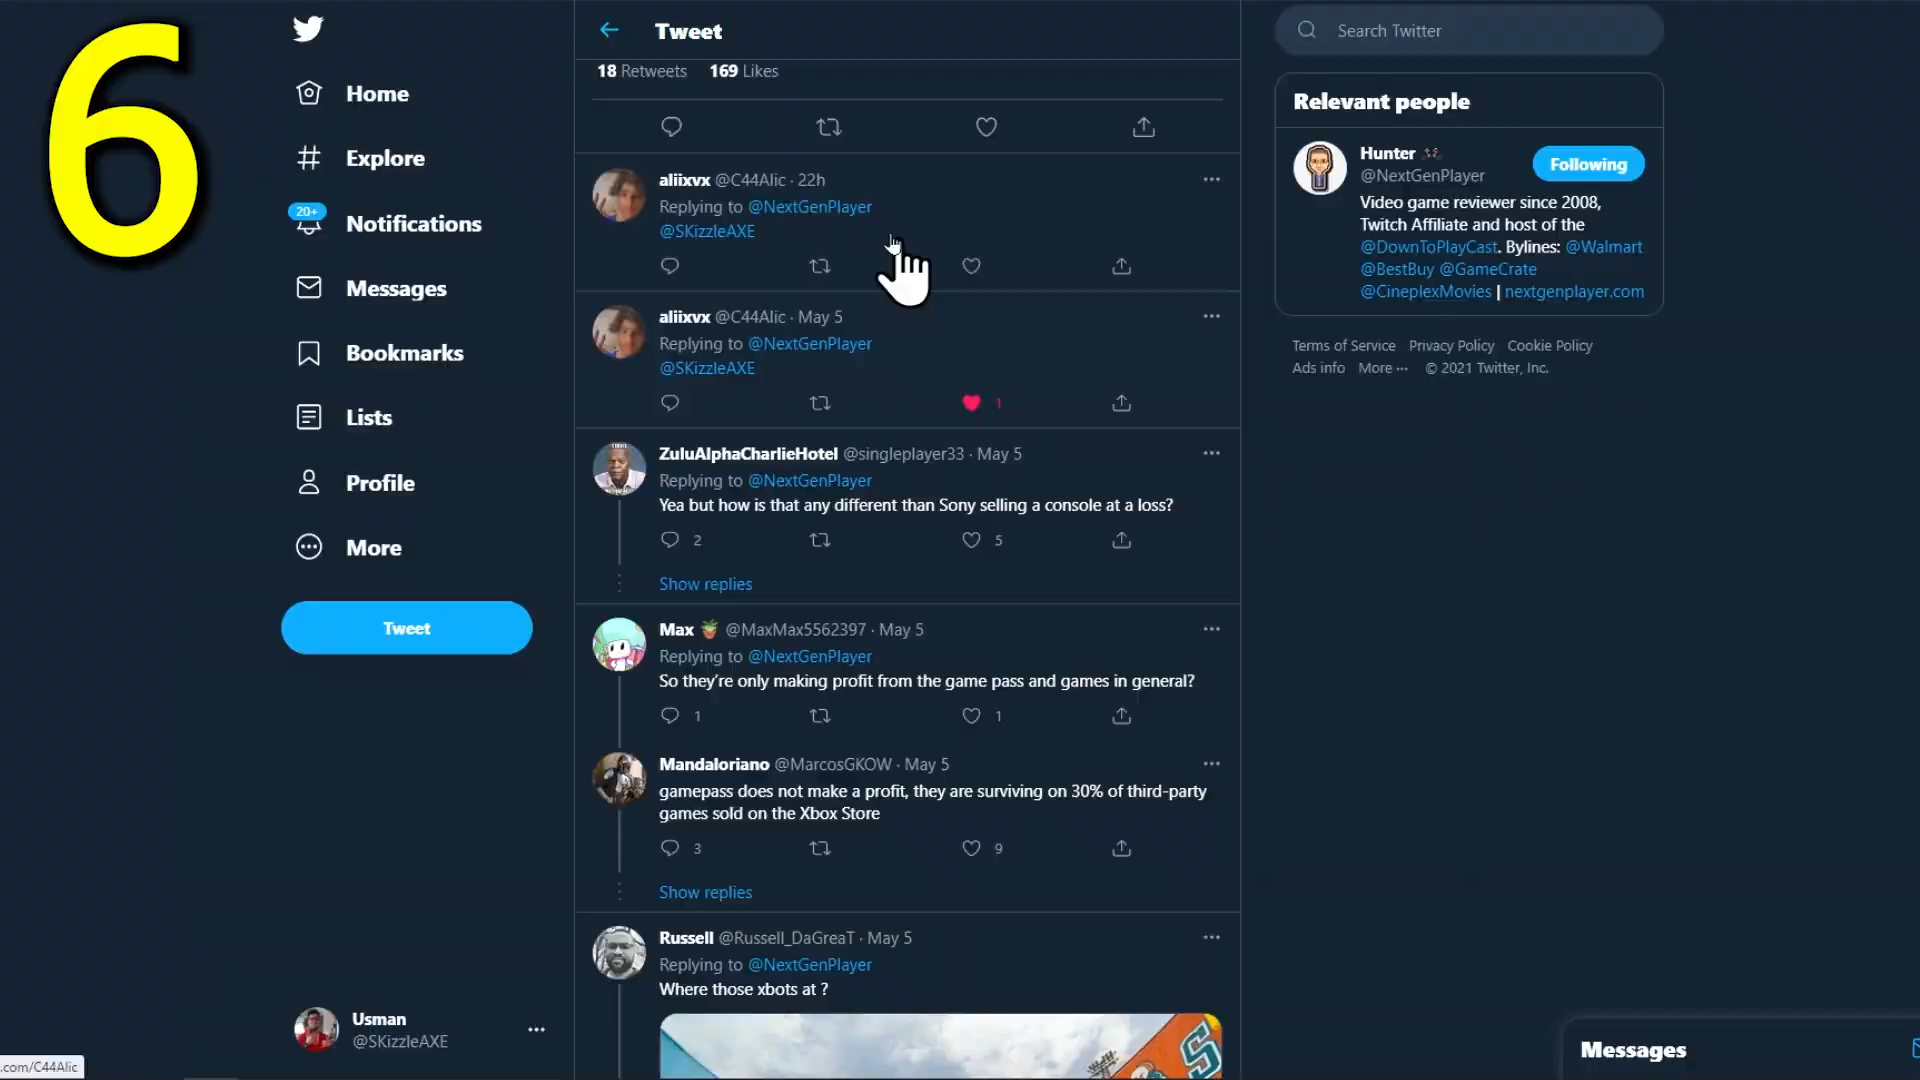 6
Home
Explore
20+
Notifications
Messages
Bookmarks
Lists
Profile
More
Tweet
Usman
@SKizzleAXE
.com/C44Alic
Tweet
18 Retweets 169 Likes
aliixvx @C44Alic · 22h
Replying to @NextGenPlayer
@SKizzleAXE
aliixvx @C44Alic · May 5
Replying to @NextGenPlayer
@SKizzleAXE
1
ZuluAlphaCharlieHotel @singleplayer33 · May 5
Replying to @NextGenPlayer
Yea but how is that any different than Sony selling a console at a loss?
2 5
Show replies
Max @MaxMax5562397 · May 5
Replying to @NextGenPlayer
So they're only making profit from the game pass and games in general?
1 1
Mandaloriano @MarcosGKOW · May 5
gamepass does not make a profit, they are surviving on 30% of third-party
games sold on the Xbox Store
3 9
Show replies
Russell @Russell_DaGreaT · May 5
Replying to @NextGenPlayer
Where those xbots at ?
S
Search Twitter
Relevant people
Hunter
@NextGenPlayer
Following
Video game reviewer since 2008,
Twitch Affiliate and host of the
@DownToPlayCast. Bylines: @Walmart
@BestBuy @GameCrate
@CineplexMovies | nextgenplayer.com
Terms of Service Privacy Policy Cookie Policy
Ads info More ··· © 2021 Twitter, Inc.
Messages